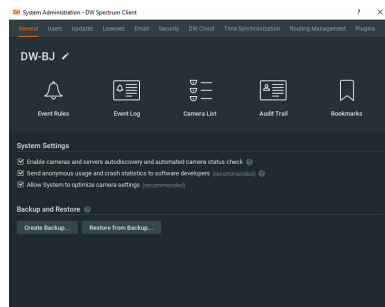 DW System Administration - DW Spectrum Client ? ×
General Users Updates Licenses Email Security DW Cloud Time Synchronization Routing Management Plugins
DW-BJ
Event Rules Event Log Camera List Audit Trail Bookmarks
System Settings
Enable cameras and servers autodiscovery and automated camera status check ?
Send anonymous usage and crash statistics to software developers (recommended) ?
Allow System to optimize camera settings (recommended)
Backup and Restore ?
Create Backup... Restore from Backup...